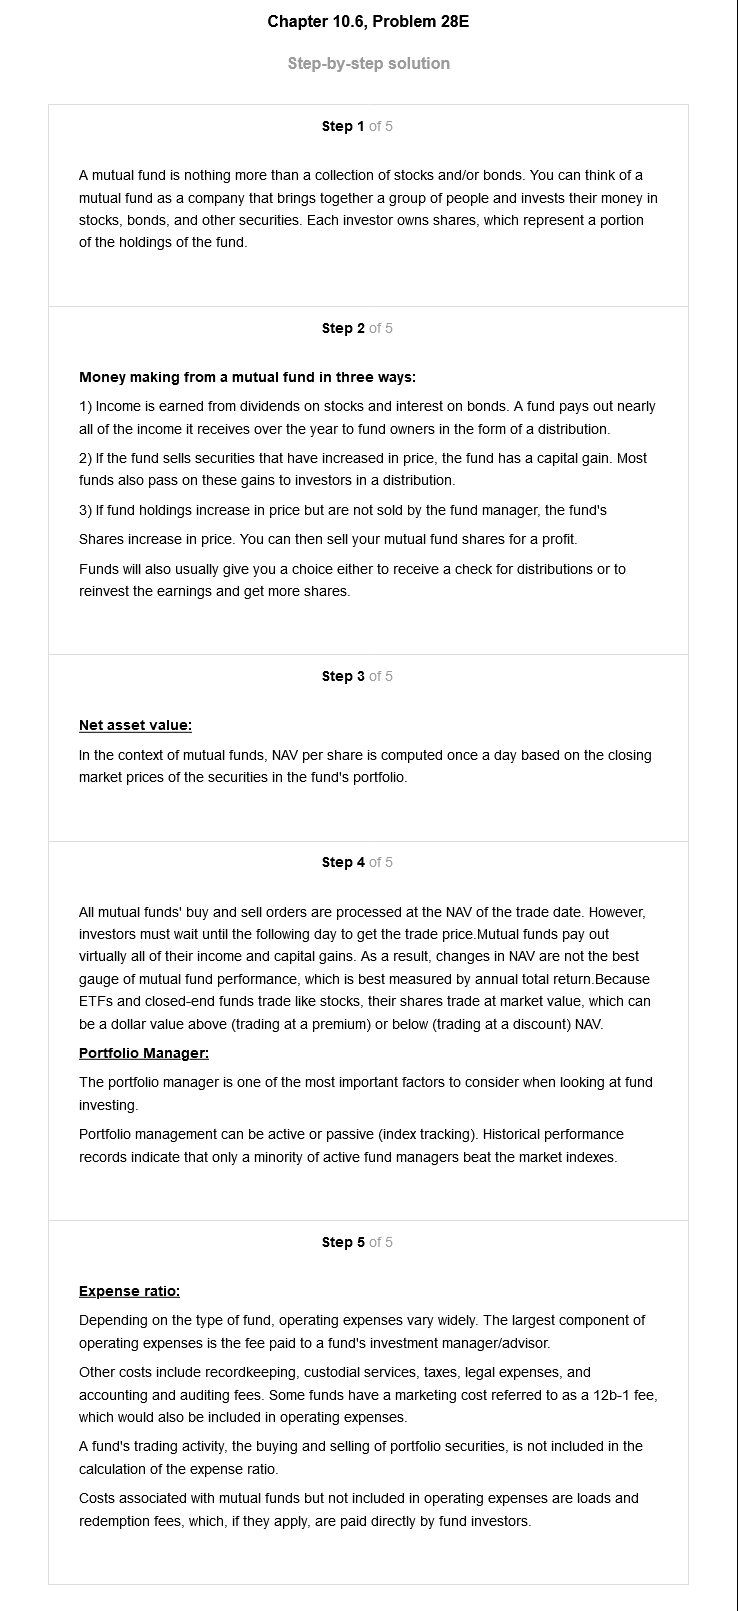 Chapter 10.6, Problem 28E
Step-by-step solution
Step 1 of 5
A mutual fund is nothing more than a collection of stocks and/or bonds. You can think of a
mutual fund as a company that brings together a group of people and invests their money in
stocks, bonds, and other securities. Each investor owns shares, which represent a portion
of the holdings of the fund.
Step 2 of 5
Money making from a mutual fund in three ways:
1) Income is earned from dividends on stocks and interest on bonds. A fund pays out nearly
all of the income it receives over the year to fund owners in the form of a distribution.
2) If the fund sells securities that have increased in price, the fund has a capital gain. Most
funds also pass on these gains to investors in a distribution.
3) If fund holdings increase in price but are not sold by the fund manager, the fund's
Shares increase in price. You can then sell your mutual fund shares for a profit.
Funds will also usually give you a choice either to receive a check for distributions or to
reinvest the earnings and get more shares.
Step 3 of 5
Net asset value:
In the context of mutual funds, NAV per share is computed once a day based on the closing
market prices of the securities in the fund's portfolio.
Step 4 of 5
All mutual funds' buy and sell orders are processed at the NAV of the trade date. However,
investors must wait until the following day to get the trade price.Mutual funds pay out
virtually all of their income and capital gains. As a result, changes in NAV are not the best
gauge of mutual fund performance, which is best measured by annual total return.Because
ETFs and closed-end funds trade like stocks, their shares trade at market value, which can
be a dollar value above (trading at a premium) or below (trading at a discount) NAV.
Portfolio Manager:
The portfolio manager is one of the most important factors to consider when looking at fund
investing.
Portfolio management can be active or passive (index tracking). Historical performance
records indicate that only a minority of active fund managers beat the market indexes.
Step 5 of 5
Expense ratio:
Depending on the type of fund, operating expenses vary widely. The largest component of
operating expenses is the fee paid to a fund's investment manager/advisor.
Other costs include recordkeeping, custodial services, taxes, legal expenses, and
accounting and auditing fees. Some funds have a marketing cost referred to as a 12b-1 fee,
which would also be included in operating expenses.
A fund's trading activity, the buying and selling of portfolio securities, is not included in the
calculation of the expense ratio.
Costs associated with mutual funds but not included in operating expenses are loads and
redemption fees, which, if they apply, are paid directly by fund investors.